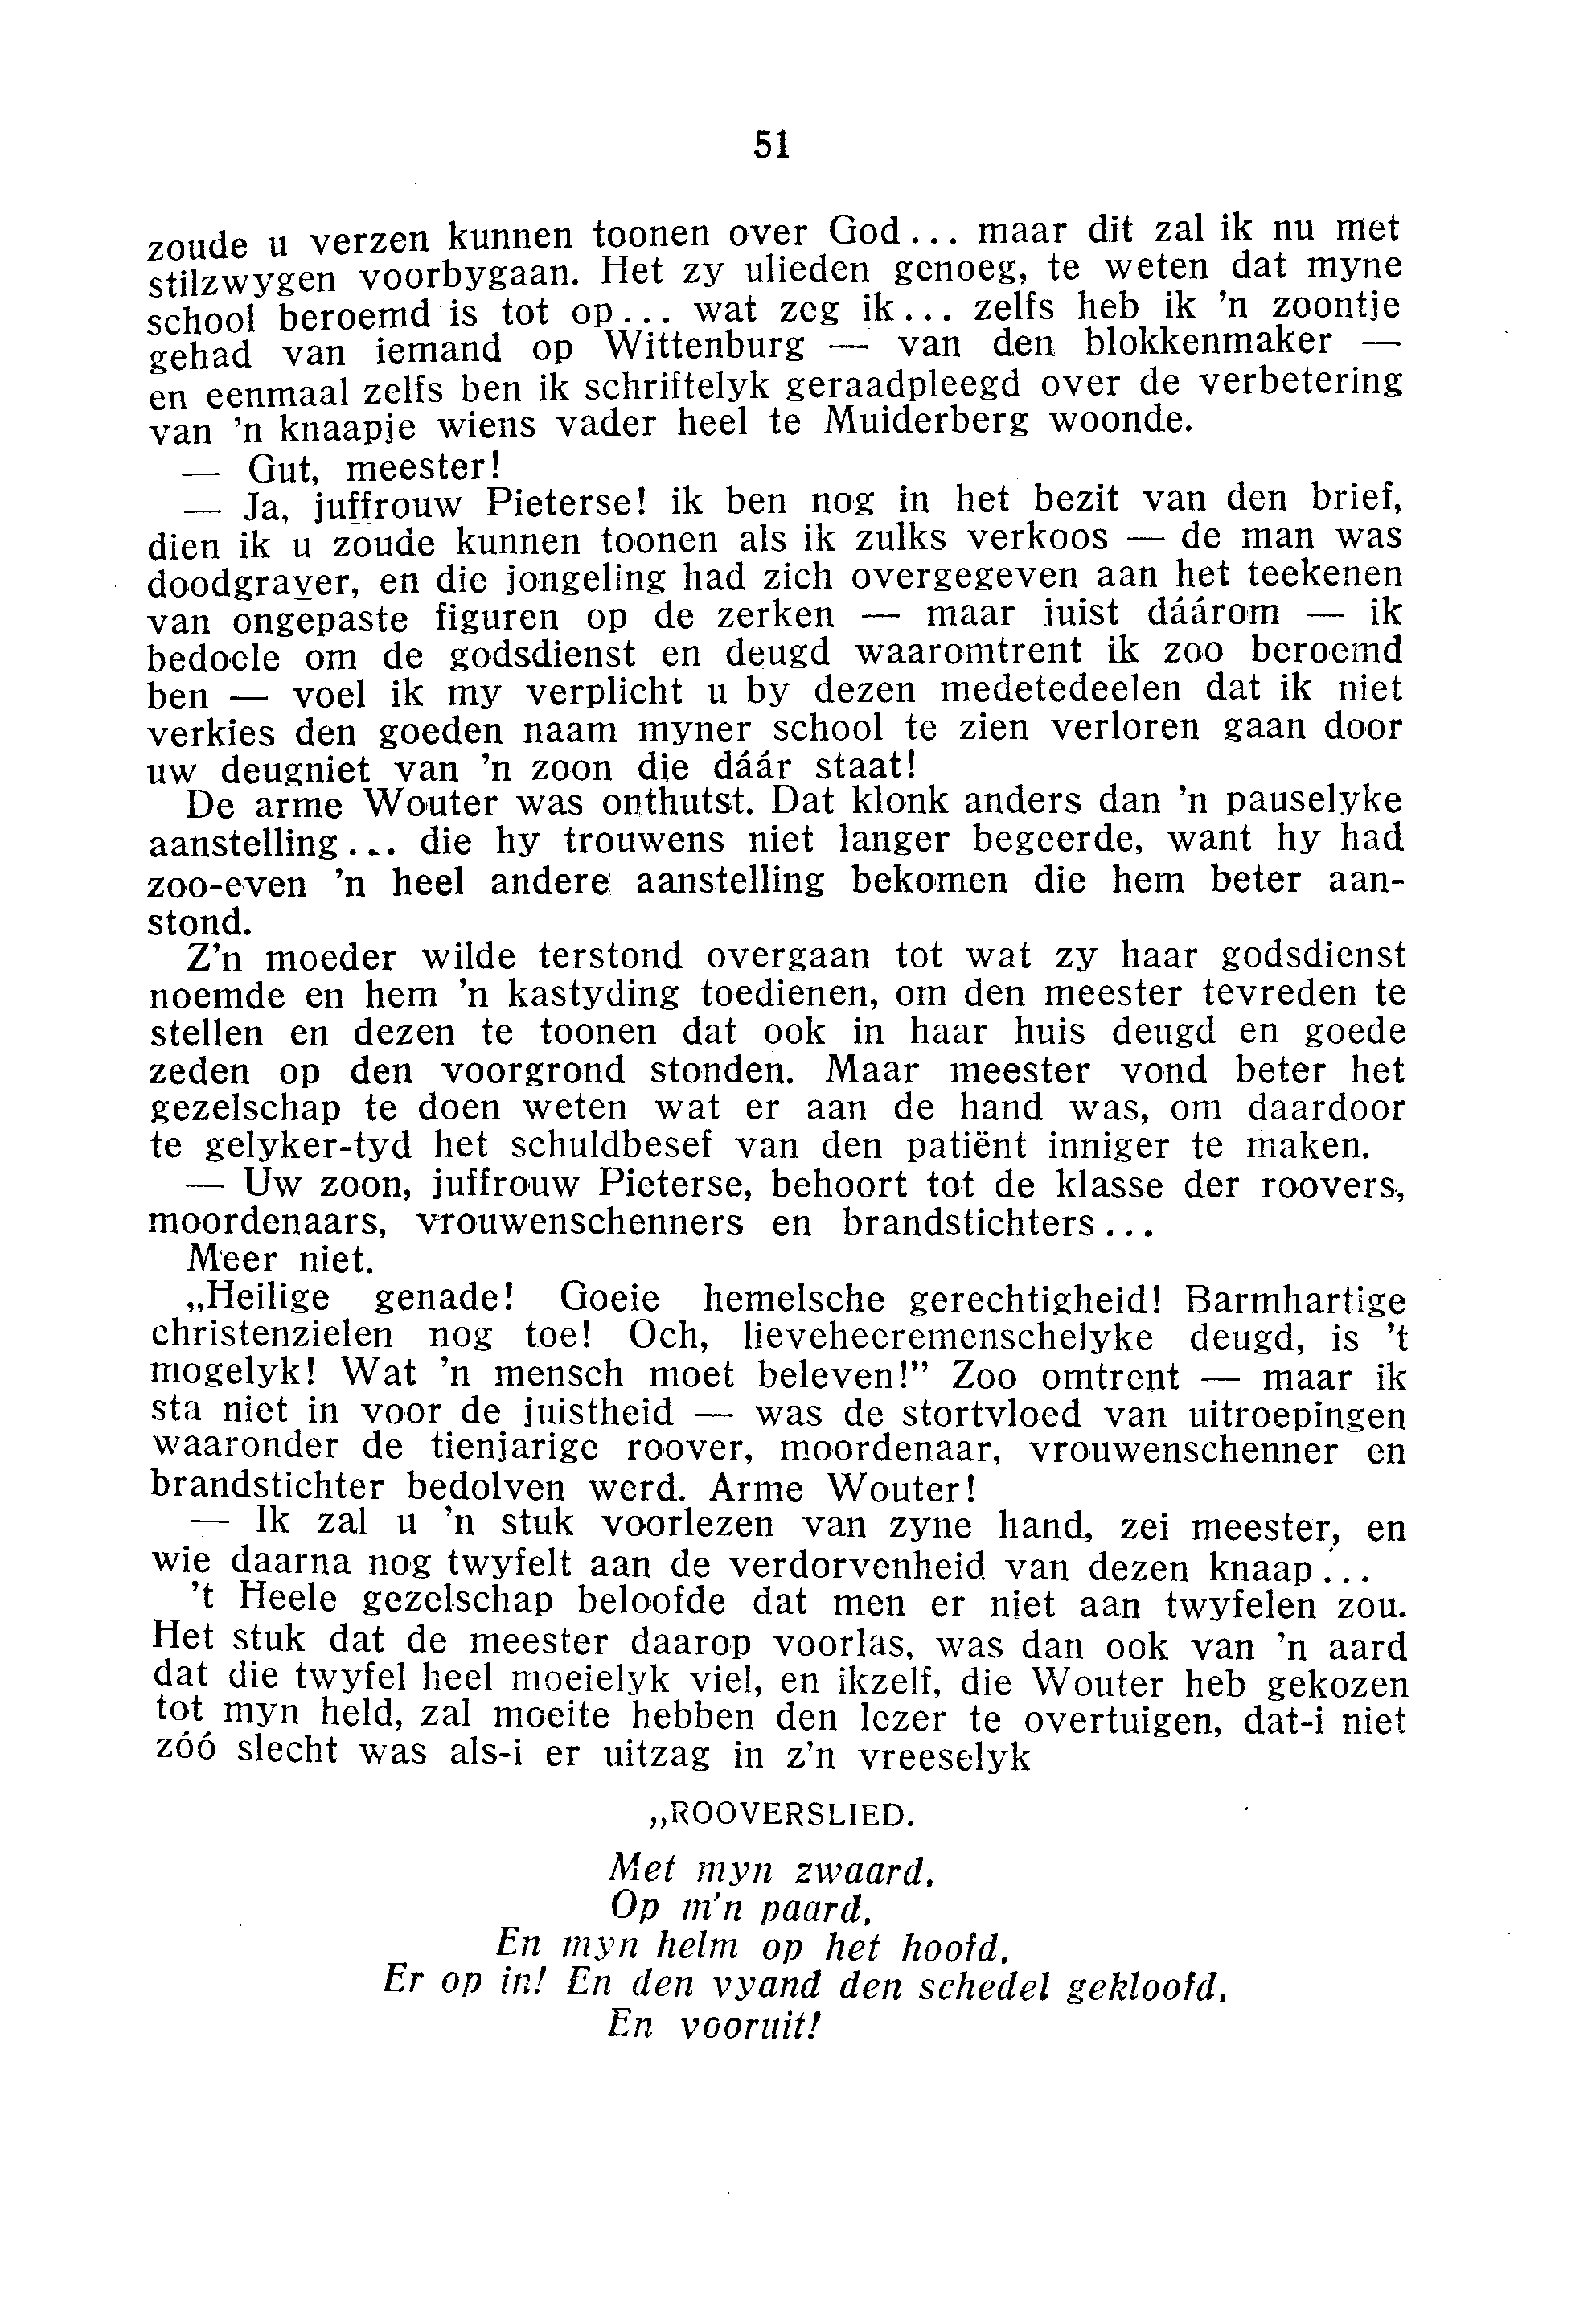 51
zoude u verzen kunnen toonen over God... maar dit zal ik nu met
stilzwygen voorbygaan. Het zy ulieden genoeg, te weten dat myne
school beroemd is tot op... wat zeg ik... zelfs heb ik 'n zoontje
gehad van iemand op Wittenburg — van den blokkenmaker —
en eenmaal zelfs ben ik schriftelyk geraadpleegd over de verbetering
van 'n knaapje wiens vader heel te Muiderberg woonde.
— Gut, meester!
— Ja, juffrouw Pieterse! ik ben nog in het bezit van den brief,
dien ik u zoude kunnen toonen als ik zulks verkoos — de man was
doodgraver, en die jongeling had zich overgegeven aan het teekenen
van ongepaste figuren op de zerken — maar juist dáárom — ik
bedoele om de godsdienst en deugd waaromtrent ik zoo beroemd
ben — voel ik my verplicht u by dezen medetedeelen dat ik niet
verkies den goeden naam myner school te zien verloren gaan door
uw deugniet van 'n zoon die dáár staat!
De arme Wouter was onthutst. Dat klonk anders dan 'n pauselyke
aanstelling... die hy trouwens niet langer begeerde, want hy had
zoo-even 'n heel andere aanstelling bekomen die hem beter aan-
stond.
Z'n moeder wilde terstond overgaan tot wat zy haar godsdienst
noemde en hem 'n kastyding toedienen, om den meester tevreden te
stellen en dezen te toonen dat ook in haar huis deugd en goede
zeden op den voorgrond stonden. Maar meester vond beter het
gezelschap te doen weten wat er aan de hand was, om daardoor
te gelyker-tyd het schuldbesef van den patiënt inniger te maken.
— Uw zoon, juffrouw Pieterse, behoort tot de klasse der roovers,
moordenaars, vrouwenschenners en brandstichters...
Meer niet.
„Heilige genade! Goeie hemelsche gerechtigheid! Barmhartige
christenzielen nog toe! Och, lieveheeremenschelyke deugd, is 't
mogelyk! Wat 'n mensch moet beleven!” Zoo omtrent — maar ik
sta niet in voor de juistheid — was de stortvloed van uitroepingen
waaronder de tienjarige roover, moordenaar, vrouwenschenner en
brandstichter bedolven werd. Arme Wouter!
— Ik zal u 'n stuk voorlezen van zyne hand, zei meester, en
wie daarna nog twyfelt aan de verdorvenheid van dezen knaap...
't Heele gezelschap beloofde dat men er niet aan twyfelen zou.
Het stuk dat de meester daarop voorlas, was dan ook van 'n aard
dat die twyfel heel moeielyk viel, en ikzelf, die Wouter heb gekozen
tot myn held, zal moeite hebben den lezer te overtuigen, dat-i niet
zóó slecht was als-i er uitzag in z'n vreeselyk
„ROOVERSLIED.
Met myn zwaard,
Op m'n paard,
En myn helm op het hoofd,
Er op in! En den vyand den schedel gekloofd,
En vooruit!